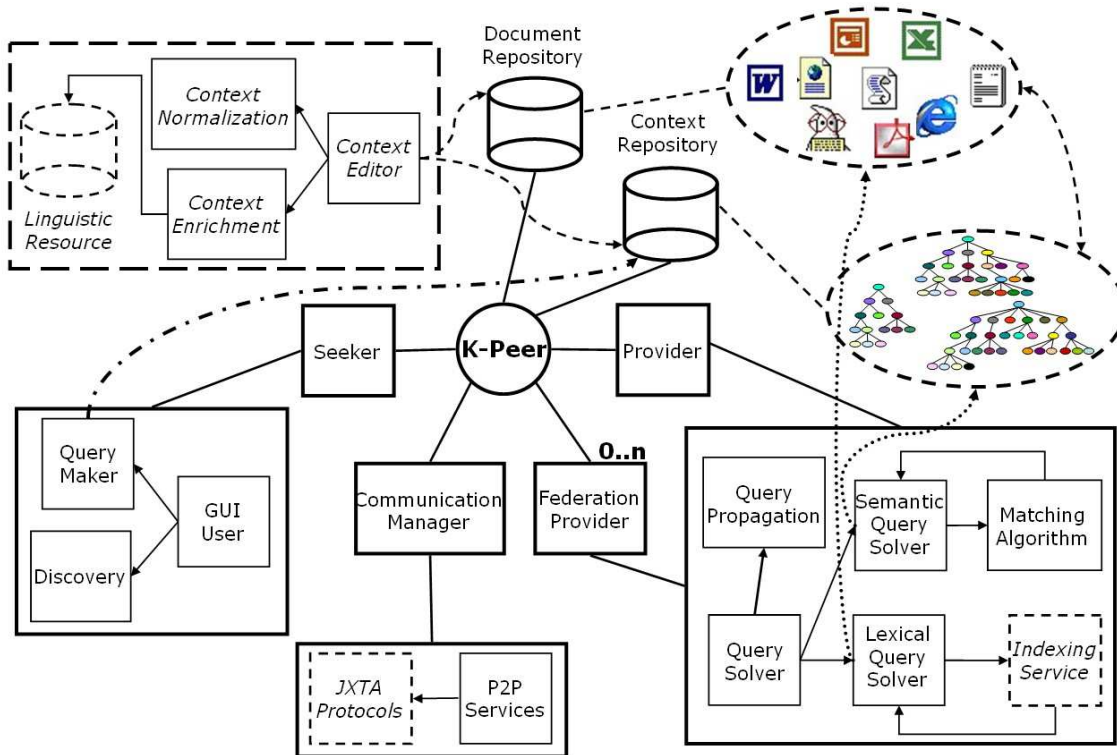 Document
Repository
Context
Normalization
Context
Editor
Context
Enrichment
Linguistic
Resource
Context
Repository
W
X
Seeker
K-Peer
Provider
0..n
Query
Maker
GUI
User
Discovery
Communication
Manager
Federation
Provider
JXTA
Protocols
P2P
Services
Query
Propagation
Semantic
Query
Solver
Matching
Algorithm
Query
Solver
Lexical
Query
Solver
Indexing
Service